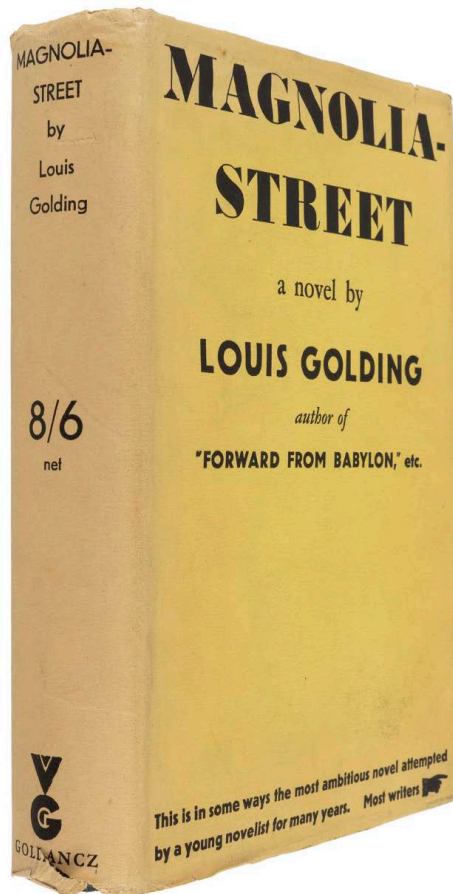 MAGNOLIA-
STREET
by
Louis
Golding
8/6
net
VG
GOLLANCZ
MAGNOLIA-
STREET
a novel by
LOUIS GOLDING
author of
"FORWARD FROM BABYLON," etc.
This is in some ways the most ambitious novel attempted
by a young novelist for many years. Most writers